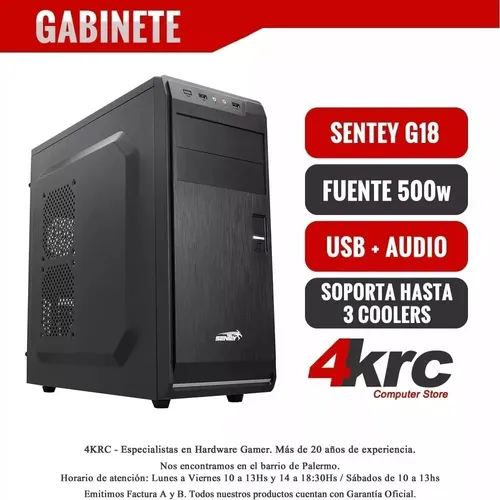 GABINETE
SENTEY G18
FUENTE 500w
USB + AUDIO
SOPORTA HASTA
3 COOLERS
SENTEY
4krc
Computer Store
4KRC - Especialistas en Hardware Gamer. Más de 20 años de experiencia.
Nos encontramos en el barrio de Palermo.
Horario de atención: Lunes a Viernes 10 a 13Hs y 14 a 18:30Hs / Sábados de 10 a 13hs
Emitimos Factura A y B. Todos nuestros productos cuentan con Garantía Oficial.